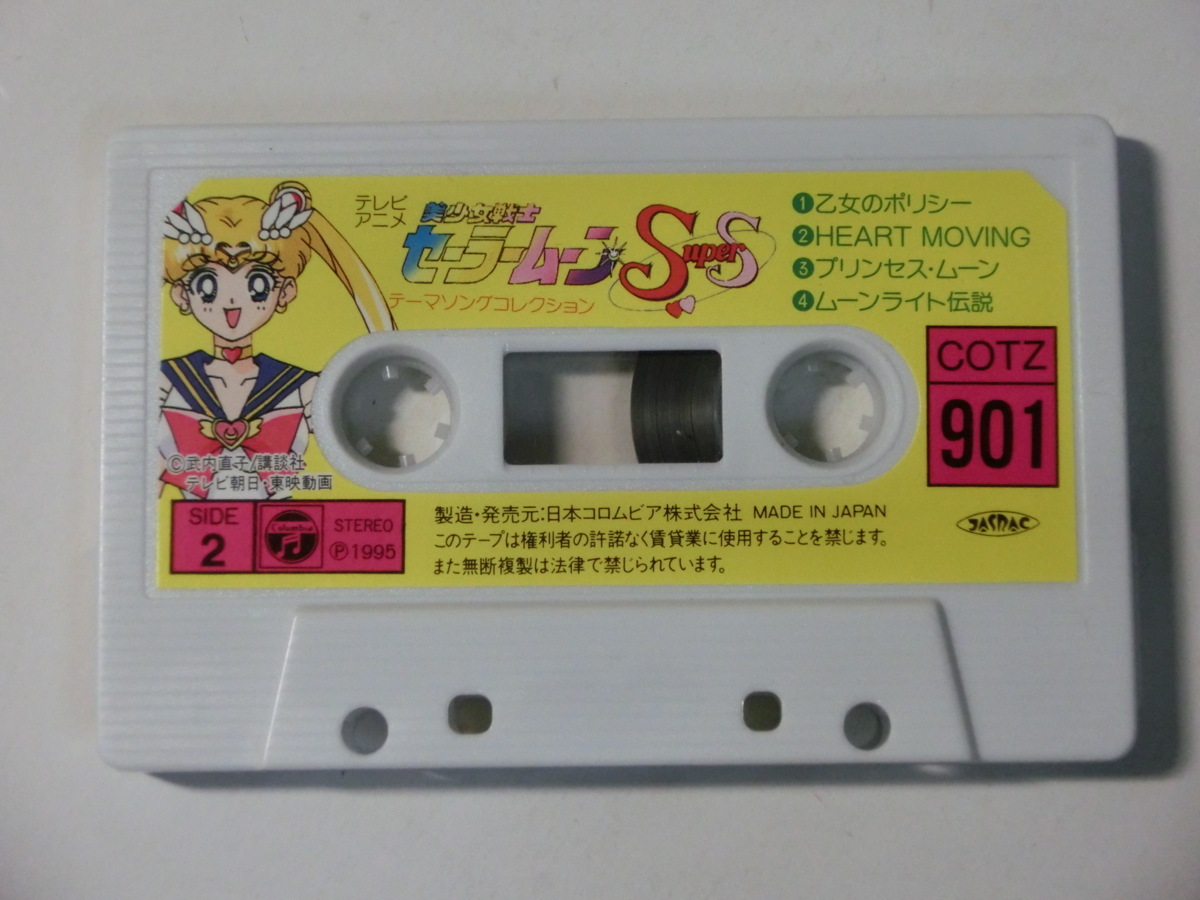 テレビ
アニメ
美少女戦士
セーラームーン SuperS
テーマソングコレクション
❶乙女のポリシー
❷HEART MOVING
❸プリンセス・ムーン
❹ムーンライト伝説
COTZ
901
©武内直子/講談社
テレビ朝日・東映動画
SIDE
2
Columbia
STEREO
Ⓟ1995
製造・発売元:日本コロムビア株式会社 MADE IN JAPAN
このテープは権利者の許諾なく賃貸業に使用することを禁じます。
また無断複製は法律で禁じられています。
JASRAC